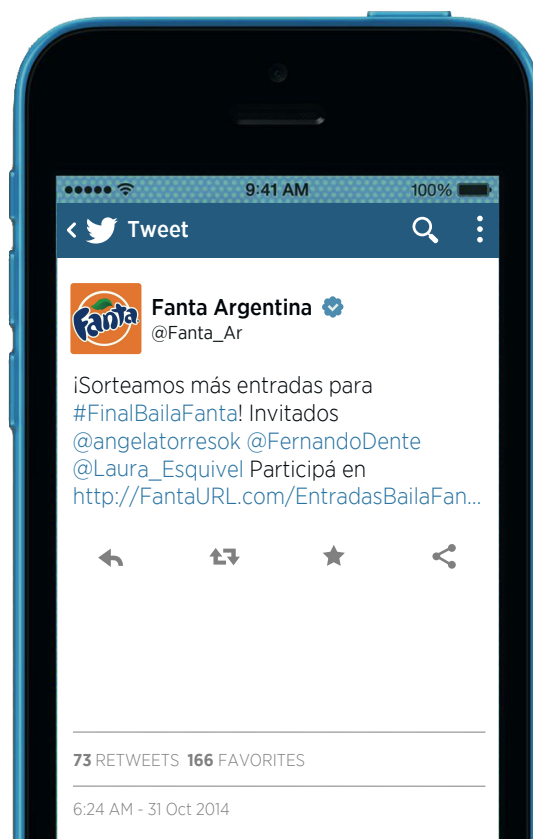 9:41 AM 100%
Tweet
Fanta
Fanta Argentina
@Fanta_Ar
¡Sorteamos más entradas para
#FinalBailaFanta! Invitados
@angelatorresok @FernandoDente
@Laura_Esquivel Participá en
http://FantaURL.com/EntradasBailaFan...
73 RETWEETS 166 FAVORITES
6:24 AM - 31 Oct 2014